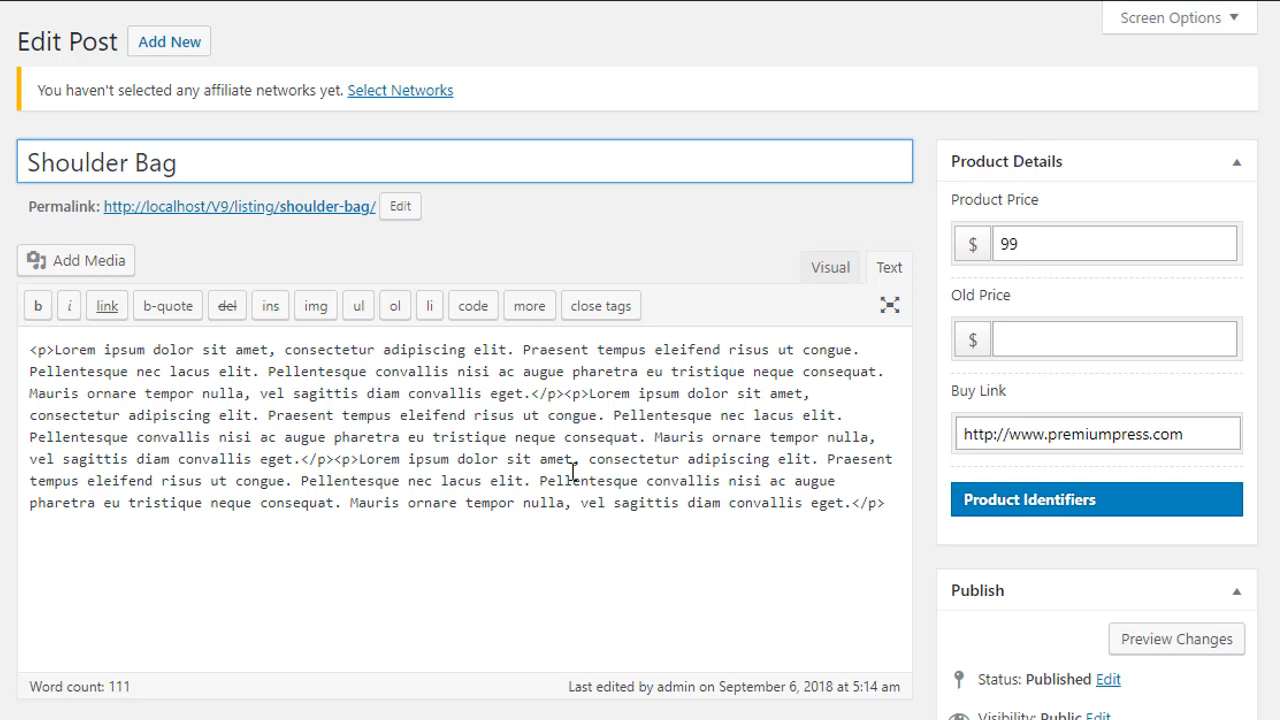 Screen Options
Edit Post Add New
You haven't selected any affiliate networks yet. Select Networks
Shoulder Bag
Permalink: http://localhost/V9/listing/shoulder-bag/ Edit
Add Media
Visual Text
b i link b-quote del ins img ul ol li code more close tags
<p>Lorem ipsum dolor sit amet, consectetur adipiscing elit. Praesent tempus eleifend risus ut congue.
Pellentesque nec lacus elit. Pellentesque convallis nisi ac augue pharetra eu tristique neque consequat.
Mauris ornare tempor nulla, vel sagittis diam convallis eget.</p><p>Lorem ipsum dolor sit amet,
consectetur adipiscing elit. Praesent tempus eleifend risus ut congue. Pellentesque nec lacus elit.
Pellentesque convallis nisi ac augue pharetra eu tristique neque consequat. Mauris ornare tempor nulla,
vel sagittis diam convallis eget.</p><p>Lorem ipsum dolor sit amet, consectetur adipiscing elit. Praesent
tempus eleifend risus ut congue. Pellentesque nec lacus elit. Pellentesque convallis nisi ac augue
pharetra eu tristique neque consequat. Mauris ornare tempor nulla, vel sagittis diam convallis eget.</p>
Word count: 111
Last edited by admin on September 6, 2018 at 5:14 am
Product Details
Product Price
$ 99
Old Price
$
Buy Link
http://www.premiumpress.com
Product Identifiers
Publish
Preview Changes
Status: Published Edit
Visibility: Public Edit